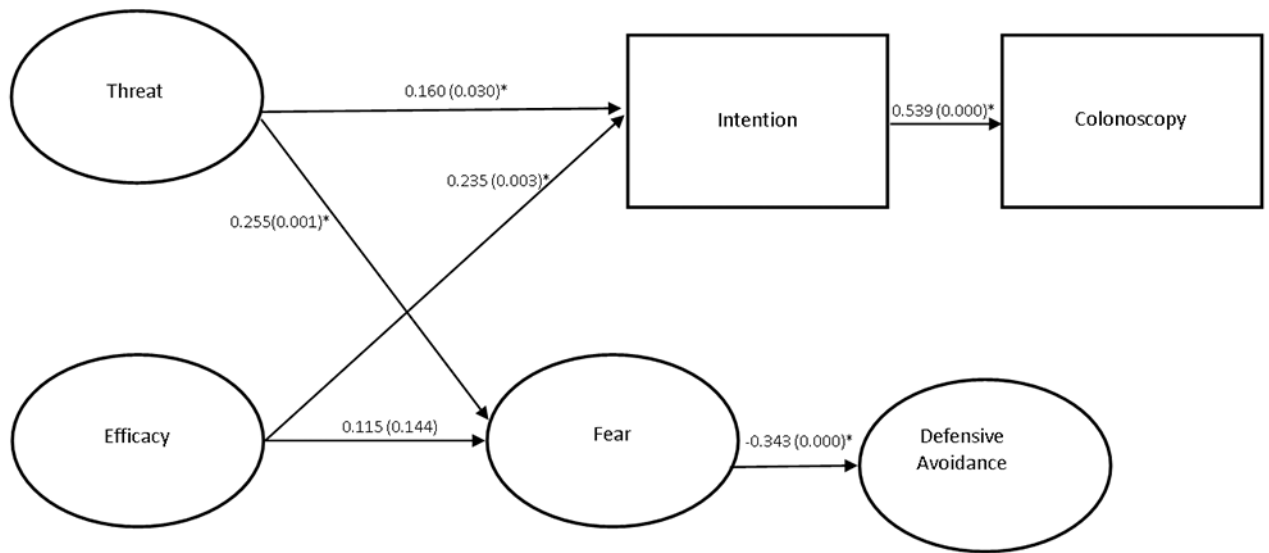 Threat
0.160 (0.030)*
Intention
0.539 (0.000)*
Colonoscopy
0.235 (0.003)*
0.255(0.001)*
Efficacy
0.115 (0.144)
Fear
-0.343 (0.000)*
Defensive
Avoidance